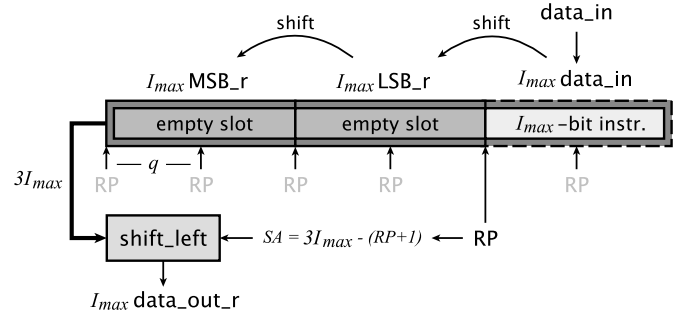 data_in
shift shift
I_max MSB_r I_max LSB_r I_max data_in
empty slot empty slot I_max-bit instr.
q
3I_max RP RP RP RP RP
shift_left SA = 3I_max - (RP+1) RP
I_max data_out_r